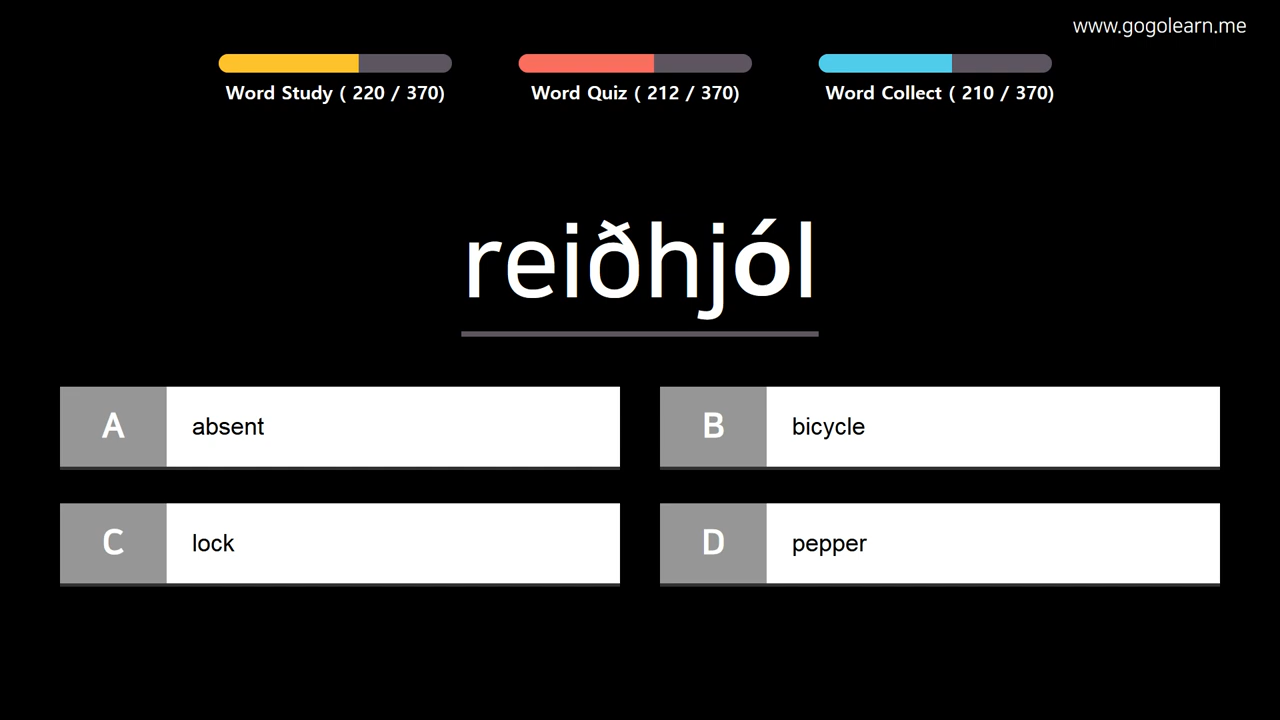 www.gogolearn.me
Word Study ( 220 / 370)
Word Quiz ( 212 / 370)
Word Collect ( 210 / 370)
reiðhjól
A absent
B bicycle
C lock
D pepper